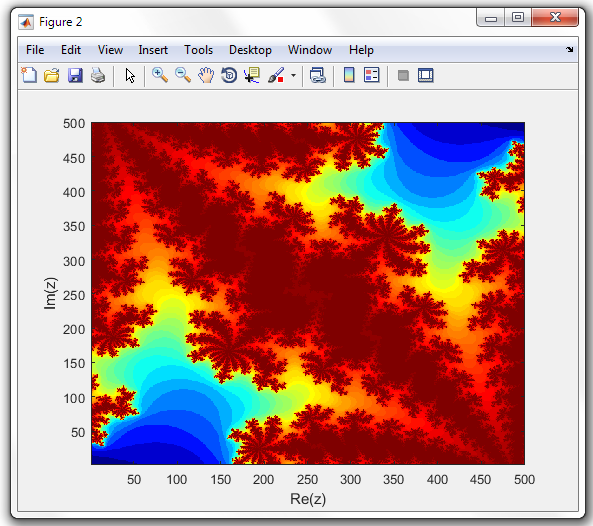 Figure 2
File Edit View Insert Tools Desktop Window Help
500
450
400
350
300
250
200
150
100
50
Im(z)
50 100 150 200 250 300 350 400 450 500
Re(z)